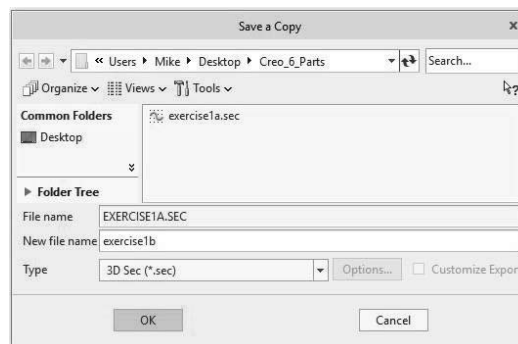 Save a Copy
« Users Mike Desktop Creo_6_Parts Search...
Organize Views Tools
Common Folders
exercise1a.sec
Desktop
Folder Tree
File name EXERCISE1A.SEC
New file name exercise1b
Type 3D Sec (*.sec) Options... Customize Expor
OK Cancel